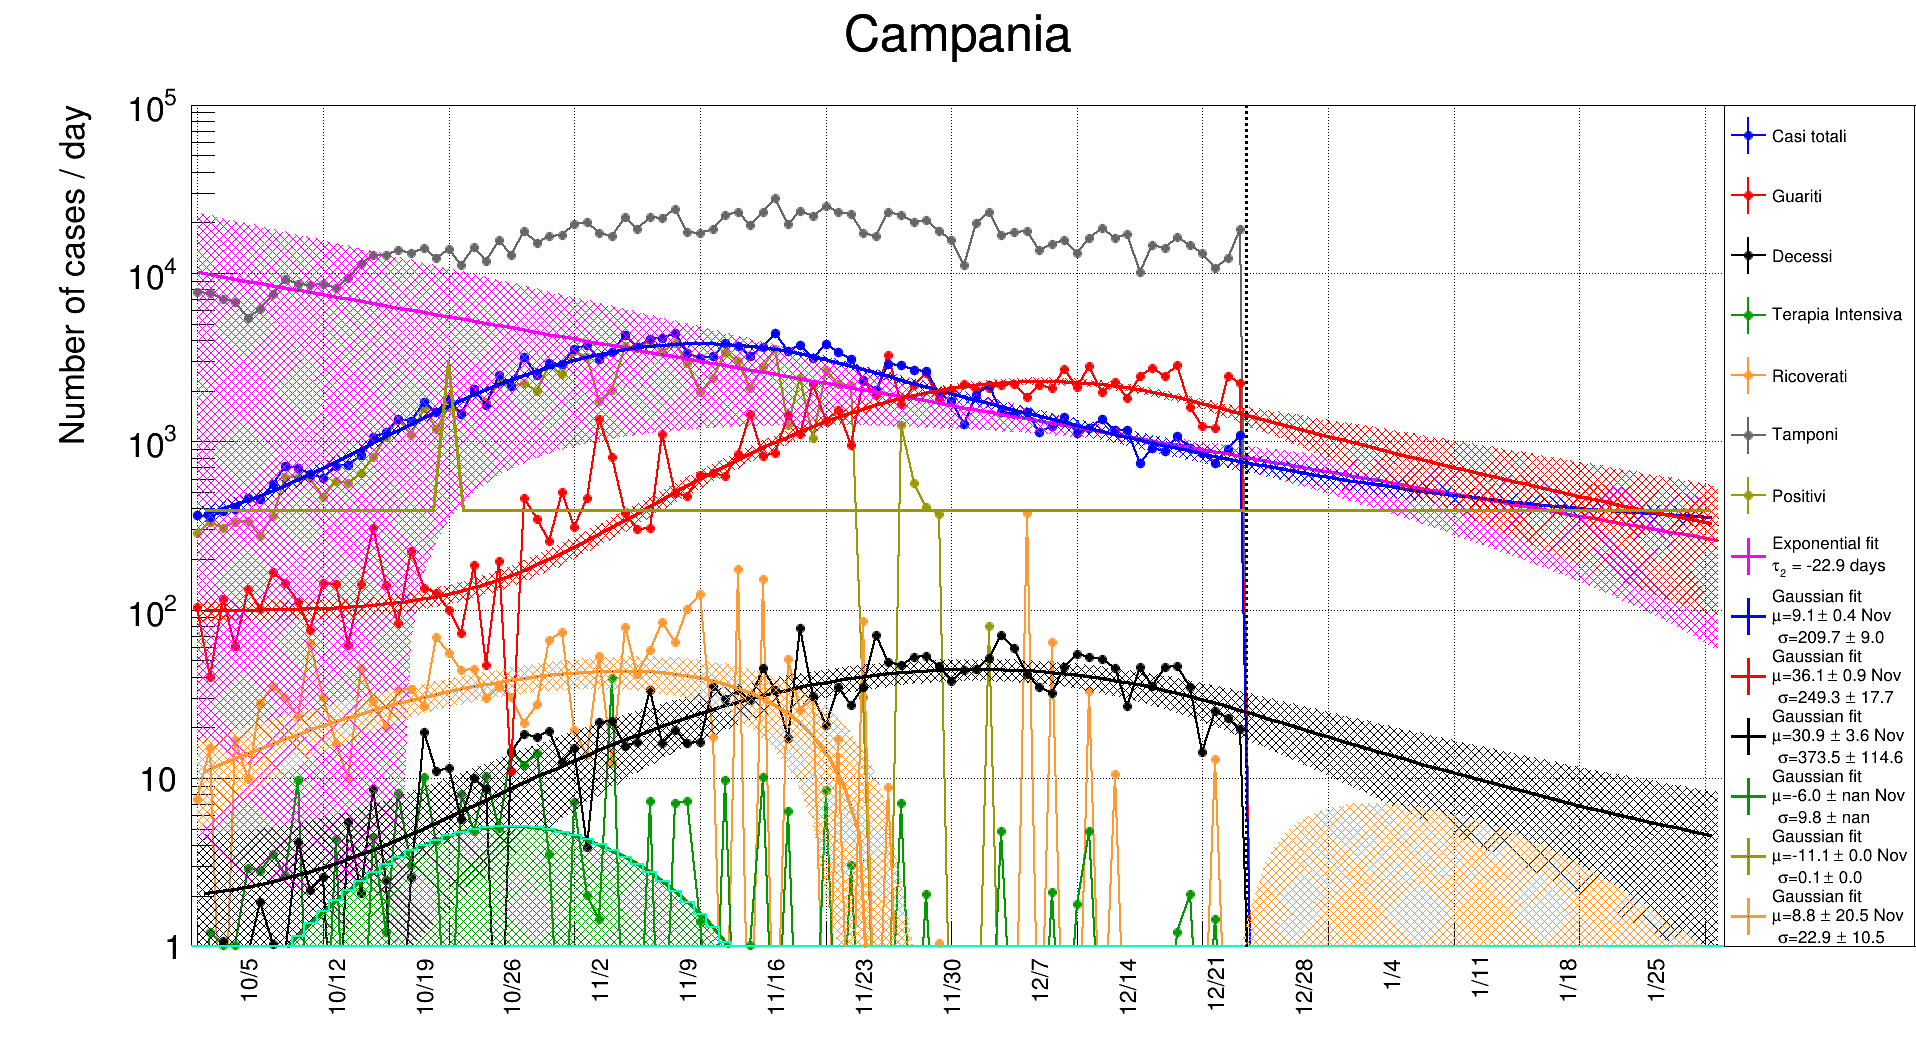 Campania
Number of cases / day
10^5
10^4
10^3
10^2
10
1
10/5
10/12
10/19
10/26
11/2
11/9
11/16
11/23
11/30
12/7
12/14
12/21
12/28
1/4
1/11
1/18
1/25
Casi totali
Guariti
Decessi
Terapia Intensiva
Ricoverati
Tamponi
Positivi
Exponential fit
τ₂ = -22.9 days
Gaussian fit
μ=9.1 ± 0.4 Nov
σ=209.7 ± 9.0
Gaussian fit
μ=36.1 ± 0.9 Nov
σ=249.3 ± 17.7
Gaussian fit
μ=30.9 ± 3.6 Nov
σ=373.5 ± 114.6
Gaussian fit
μ=-6.0 ± nan Nov
σ=9.8 ± nan
Gaussian fit
μ=-11.1 ± 0.0 Nov
σ=0.1 ± 0.0
Gaussian fit
μ=8.8 ± 20.5 Nov
σ=22.9 ± 10.5